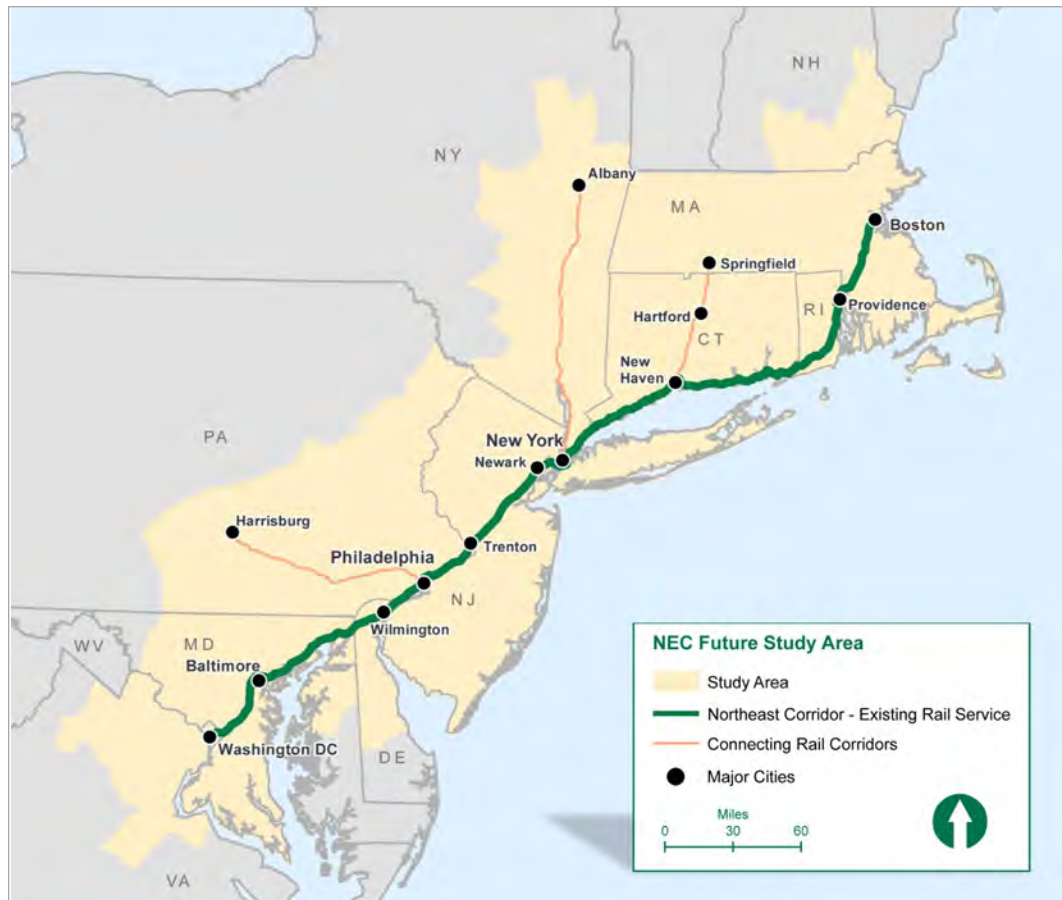 NH
NY
Albany
MA
Boston
Springfield
RI
Providence
Hartford
CT
New
Haven
PA
New York
Newark
Harrisburg
Philadelphia
Trenton
NJ
Wilmington
WV
MD
Baltimore
Washington DC
DE
VA
NEC Future Study Area
Study Area
Northeast Corridor - Existing Rail Service
Connecting Rail Corridors
Major Cities
Miles
0 30 60